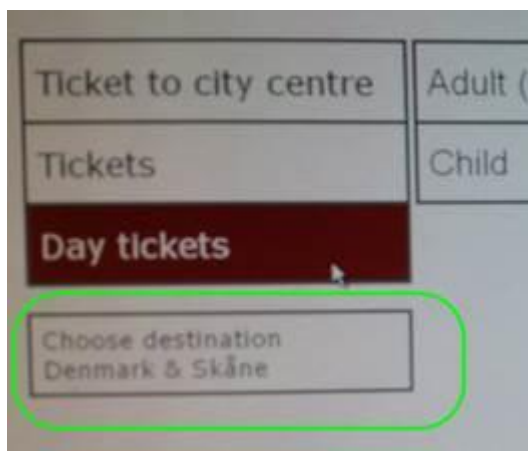 Ticket to city centre
Adult (
Tickets
Child
Day tickets
Choose destination
Denmark & Skåne